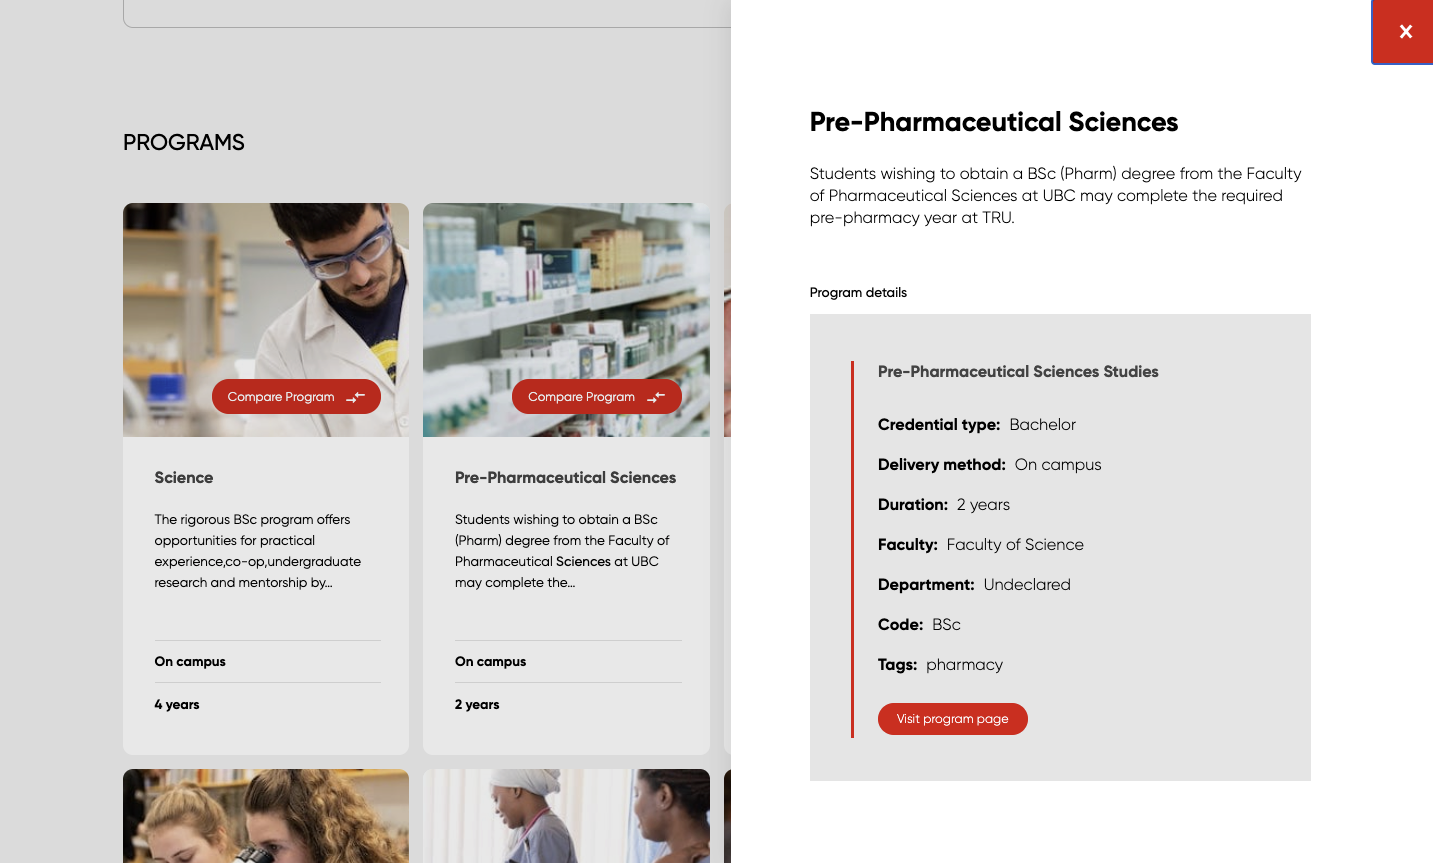 PROGRAMS
Compare Program
Science
The rigorous BSc program offers
opportunities for practical
experience,co-op,undergraduate
research and mentorship by...
On campus
4 years
Compare Program
Pre-Pharmaceutical Sciences
Students wishing to obtain a BSc
(Pharm) degree from the Faculty of
Pharmaceutical Sciences at UBC
may complete the...
On campus
2 years
x
Pre-Pharmaceutical Sciences
Students wishing to obtain a BSc (Pharm) degree from the Faculty
of Pharmaceutical Sciences at UBC may complete the required
pre-pharmacy year at TRU.
Program details
Pre-Pharmaceutical Sciences Studies
Credential type: Bachelor
Delivery method: On campus
Duration: 2 years
Faculty: Faculty of Science
Department: Undeclared
Code: BSc
Tags: pharmacy
Visit program page